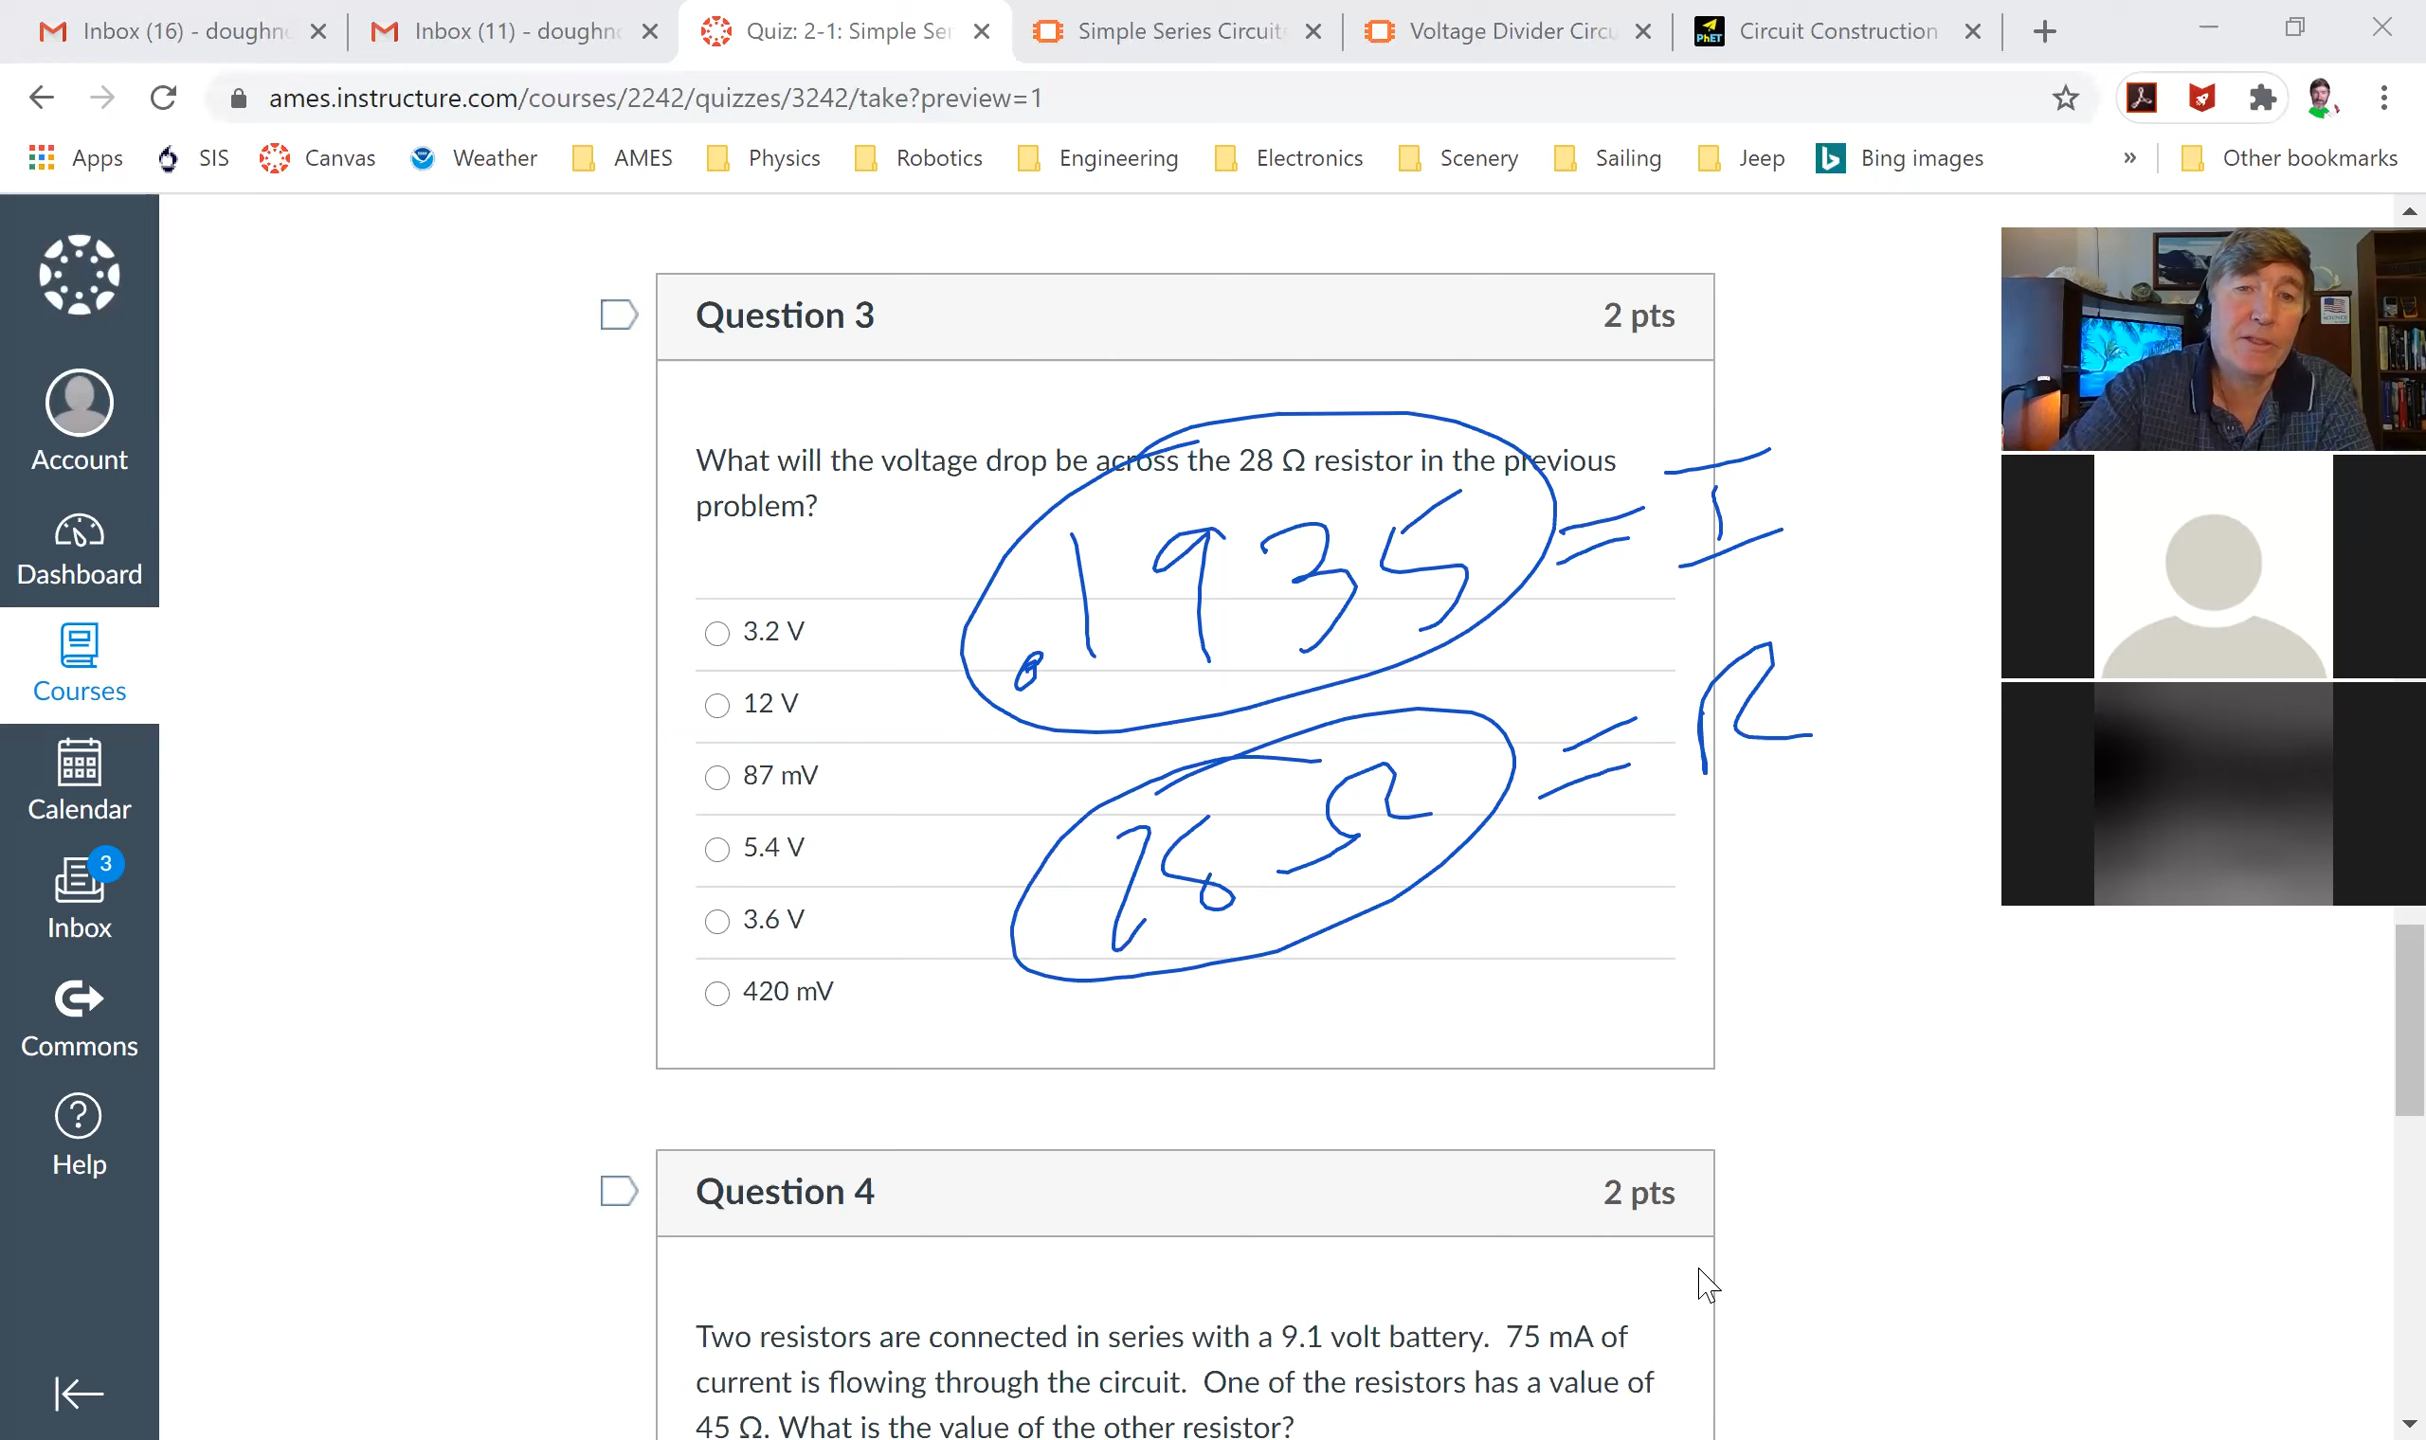 Inbox (16) - doughn
Inbox (11) - doughn
Quiz: 2-1: Simple Se
Simple Series Circuit
Voltage Divider Circu
PhET
Circuit Construction
ames.instructure.com/courses/2242/quizzes/3242/take?preview=1
Apps
SIS
Canvas
Weather
AMES
Physics
Robotics
Engineering
Electronics
Scenery
Sailing
Jeep
Bing images
»
Other bookmarks
Account
Dashboard
Courses
Calendar
3
Inbox
Commons
Help
Question 3
2 pts
What will the voltage drop be across the 28 Ω resistor in the previous
problem?
.1935 = I
28 Ω = R
3.2 V
12 V
87 mV
5.4 V
3.6 V
420 mV
Question 4
2 pts
Two resistors are connected in series with a 9.1 volt battery. 75 mA of
current is flowing through the circuit. One of the resistors has a value of
45 Ω. What is the value of the other resistor?